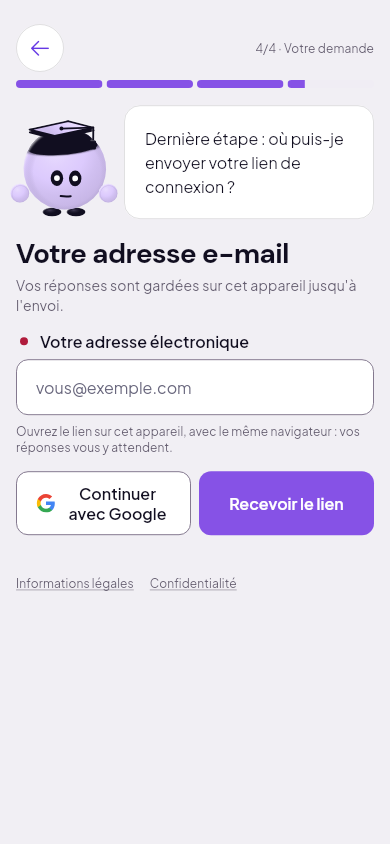 4/4 · Votre demande
Dernière étape : où puis-je
envoyer votre lien de
connexion ?
Votre adresse e-mail
Vos réponses sont gardées sur cet appareil jusqu'à
l'envoi.
Votre adresse électronique
vous@exemple.com
Ouvrez le lien sur cet appareil, avec le même navigateur : vos
réponses vous y attendent.
Continuer
avec Google
Recevoir le lien
Informations légales
Confidentialité